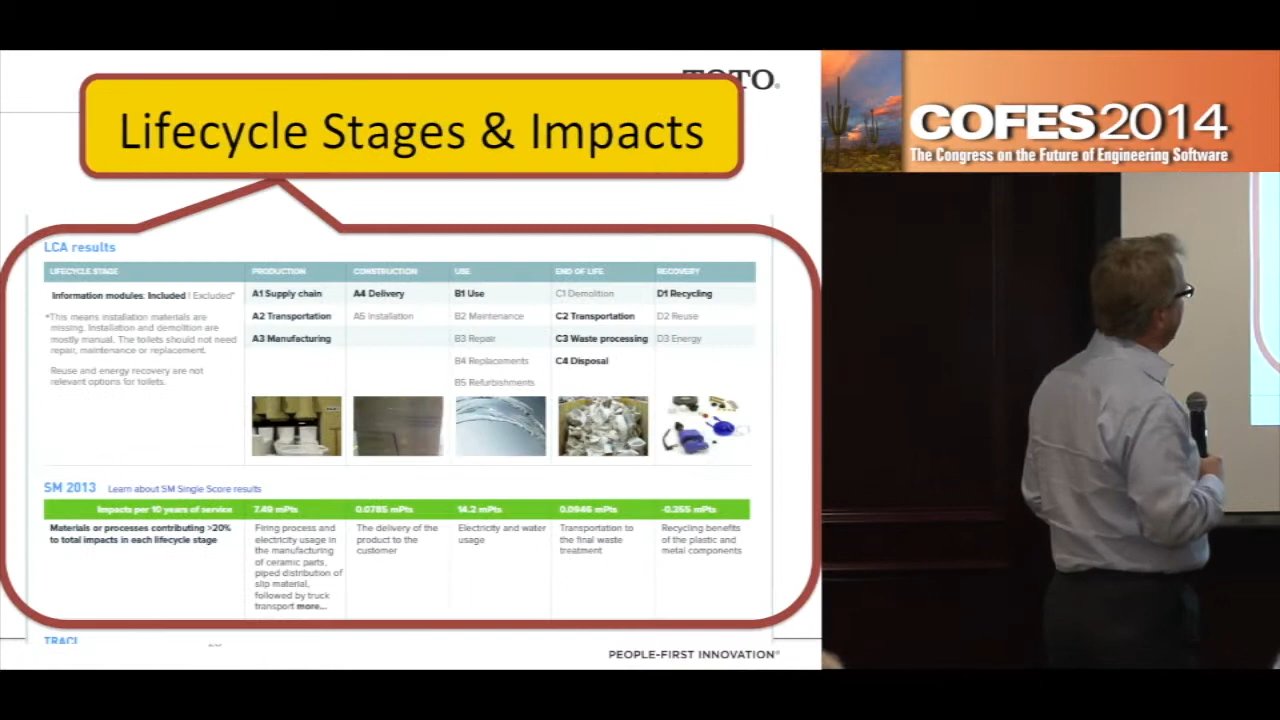 TOTO®
Lifecycle Stages & Impacts
COFES2014
The Congress on the Future of Engineering Software
LCA results
LIFECYCLE STAGE PRODUCTION CONSTRUCTION USE END OF LIFE RECOVERY
Information modules: Included | Excluded*
*This means installation materials are
missing. Installation and demolition are
mostly manual. The toilets should not need
repair, maintenance or replacement.
Reuse and energy recovery are not
relevant options for toilets.
A1 Supply chain
A2 Transportation
A3 Manufacturing
A4 Delivery
A5 Installation
B1 Use
B2 Maintenance
B3 Repair
B4 Replacements
B5 Refurbishments
C1 Demolition
C2 Transportation
C3 Waste processing
C4 Disposal
D1 Recycling
D2 Reuse
D3 Energy
SM 2013 Learn about SM Single Score results
Impacts per 10 years of service 7.49 mPts 0.0785 mPts 14.2 mPts 0.0946 mPts -0.355 mPts
Materials or processes contributing >20%
to total impacts in each lifecycle stage
Firing process and
electricity usage in
the manufacturing
of ceramic parts,
piped distribution of
slip material,
followed by truck
transport more...
The delivery of the
product to the
customer
Electricity and water
usage
Transportation to
the final waste
treatment
Recycling benefits
of the plastic and
metal components
TRACI
PEOPLE-FIRST INNOVATION®